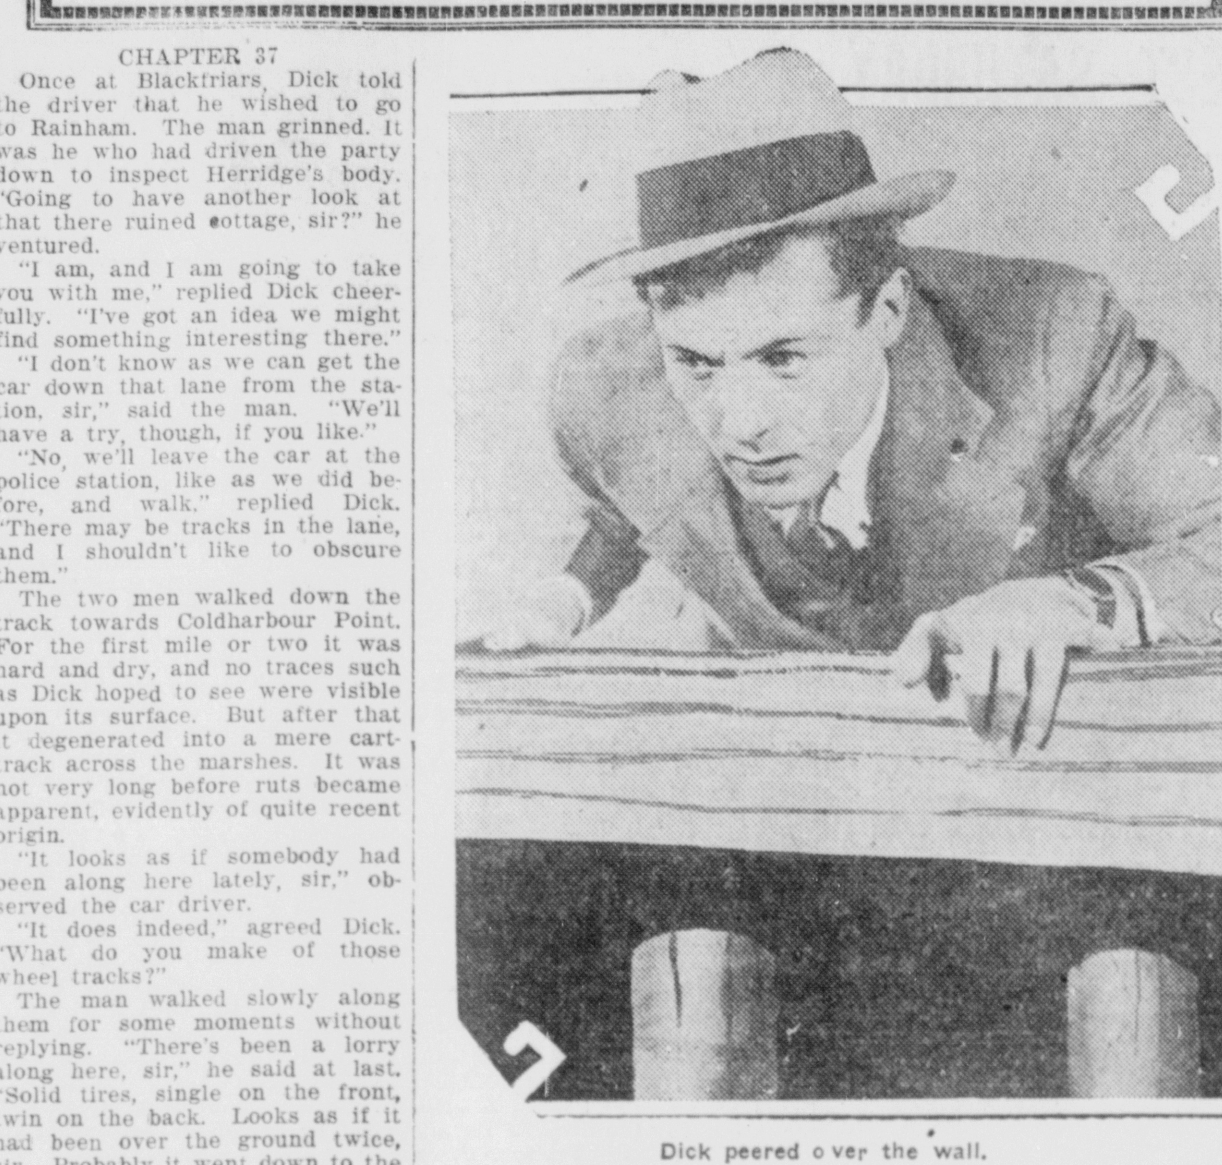 CHAPTER 37
Once at Blackfriars, Dick told
the driver that he wished to go
to Rainham. The man grinned. It
was he who had driven the party
down to inspect Herridge's body.
"Going to have another look at
that there ruined cottage, sir?" he
ventured.
"I am, and I am going to take
you with me," replied Dick cheer-
fully. "I've got an idea we might
find something interesting there."
"I don't know as we can get the
car down that lane from the sta-
tion, sir," said the man. "We'll
have a try, though, if you like."
"No, we'll leave the car at the
police station, like as we did be-
fore, and walk," replied Dick.
"There may be tracks in the lane,
and I shouldn't like to obscure
them."
The two men walked down the
track towards Coldharbour Point.
For the first mile or two it was
hard and dry, and no traces such
as Dick hoped to see were visible
upon its surface. But after that
it degenerated into a mere cart-
track across the marshes. It was
not very long before ruts became
apparent, evidently of quite recent
origin.
"It looks as if somebody had
been along here lately, sir," ob-
served the car driver.
"It does indeed," agreed Dick.
"What do you make of those
wheel tracks?"
The man walked slowly along
them for some moments without
replying. "There's been a lorry
along here, sir," he said at last.
"Solid tires, single on the front,
twin on the back. Looks as if it
had been over the ground twice,
sir. Probably it went down to the
Dick peered over the wall.